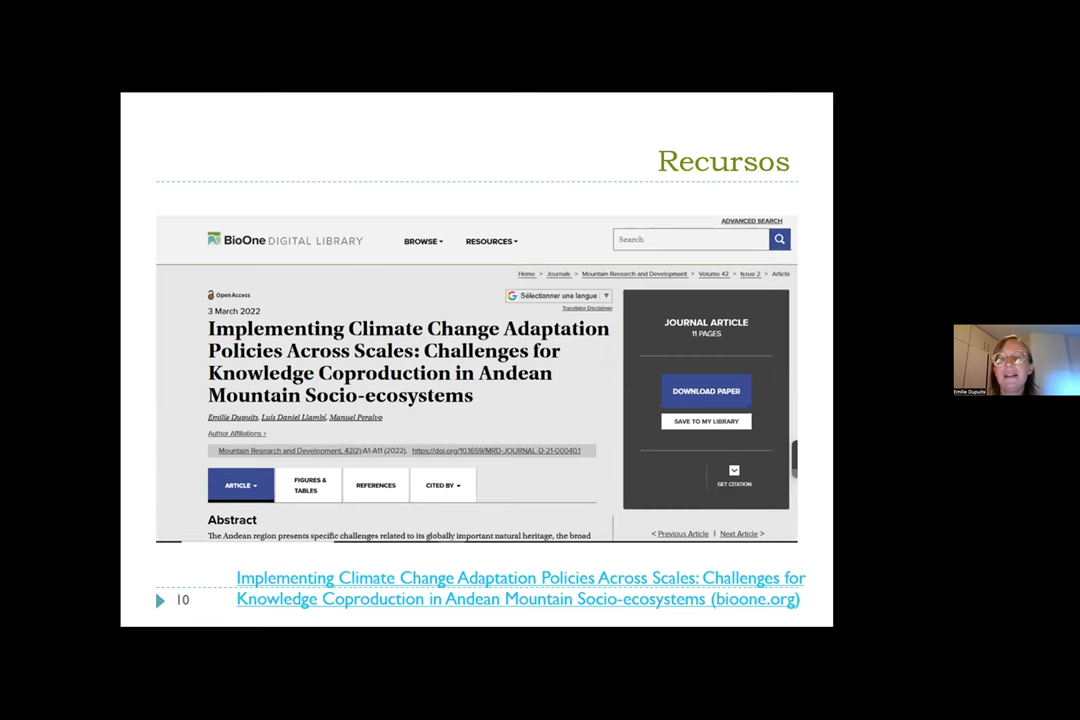 Recursos
ADVANCED SEARCH
BioOne DIGITAL LIBRARY
BROWSE
RESOURCES
Search
Home > Journals > Mountain Research and Development > Volume 42 > Issue 2 > Article
Open Access
Sélectionner une langue
Translator Disclaimer
3 March 2022
Implementing Climate Change Adaptation
Policies Across Scales: Challenges for
Knowledge Coproduction in Andean
Mountain Socio-ecosystems
Emilie Dupuits, Luis Daniel Llambí, Manuel Peralvo
Author Affiliations +
Mountain Research and Development, 42(2):A1-A11 (2022). https://doi.org/10.1659/MRD-JOURNAL-D-21-00040.1
ARTICLE
FIGURES &
TABLES
REFERENCES
CITED BY
JOURNAL ARTICLE
11 PAGES
DOWNLOAD PAPER
SAVE TO MY LIBRARY
GET CITATION
Abstract
The Andean region presents specific challenges related to its globally important natural heritage, the broad
< Previous Article | Next Article >
Implementing Climate Change Adaptation Policies Across Scales: Challenges for
Knowledge Coproduction in Andean Mountain Socio-ecosystems (bioone.org)
10
Emilie Dupuits